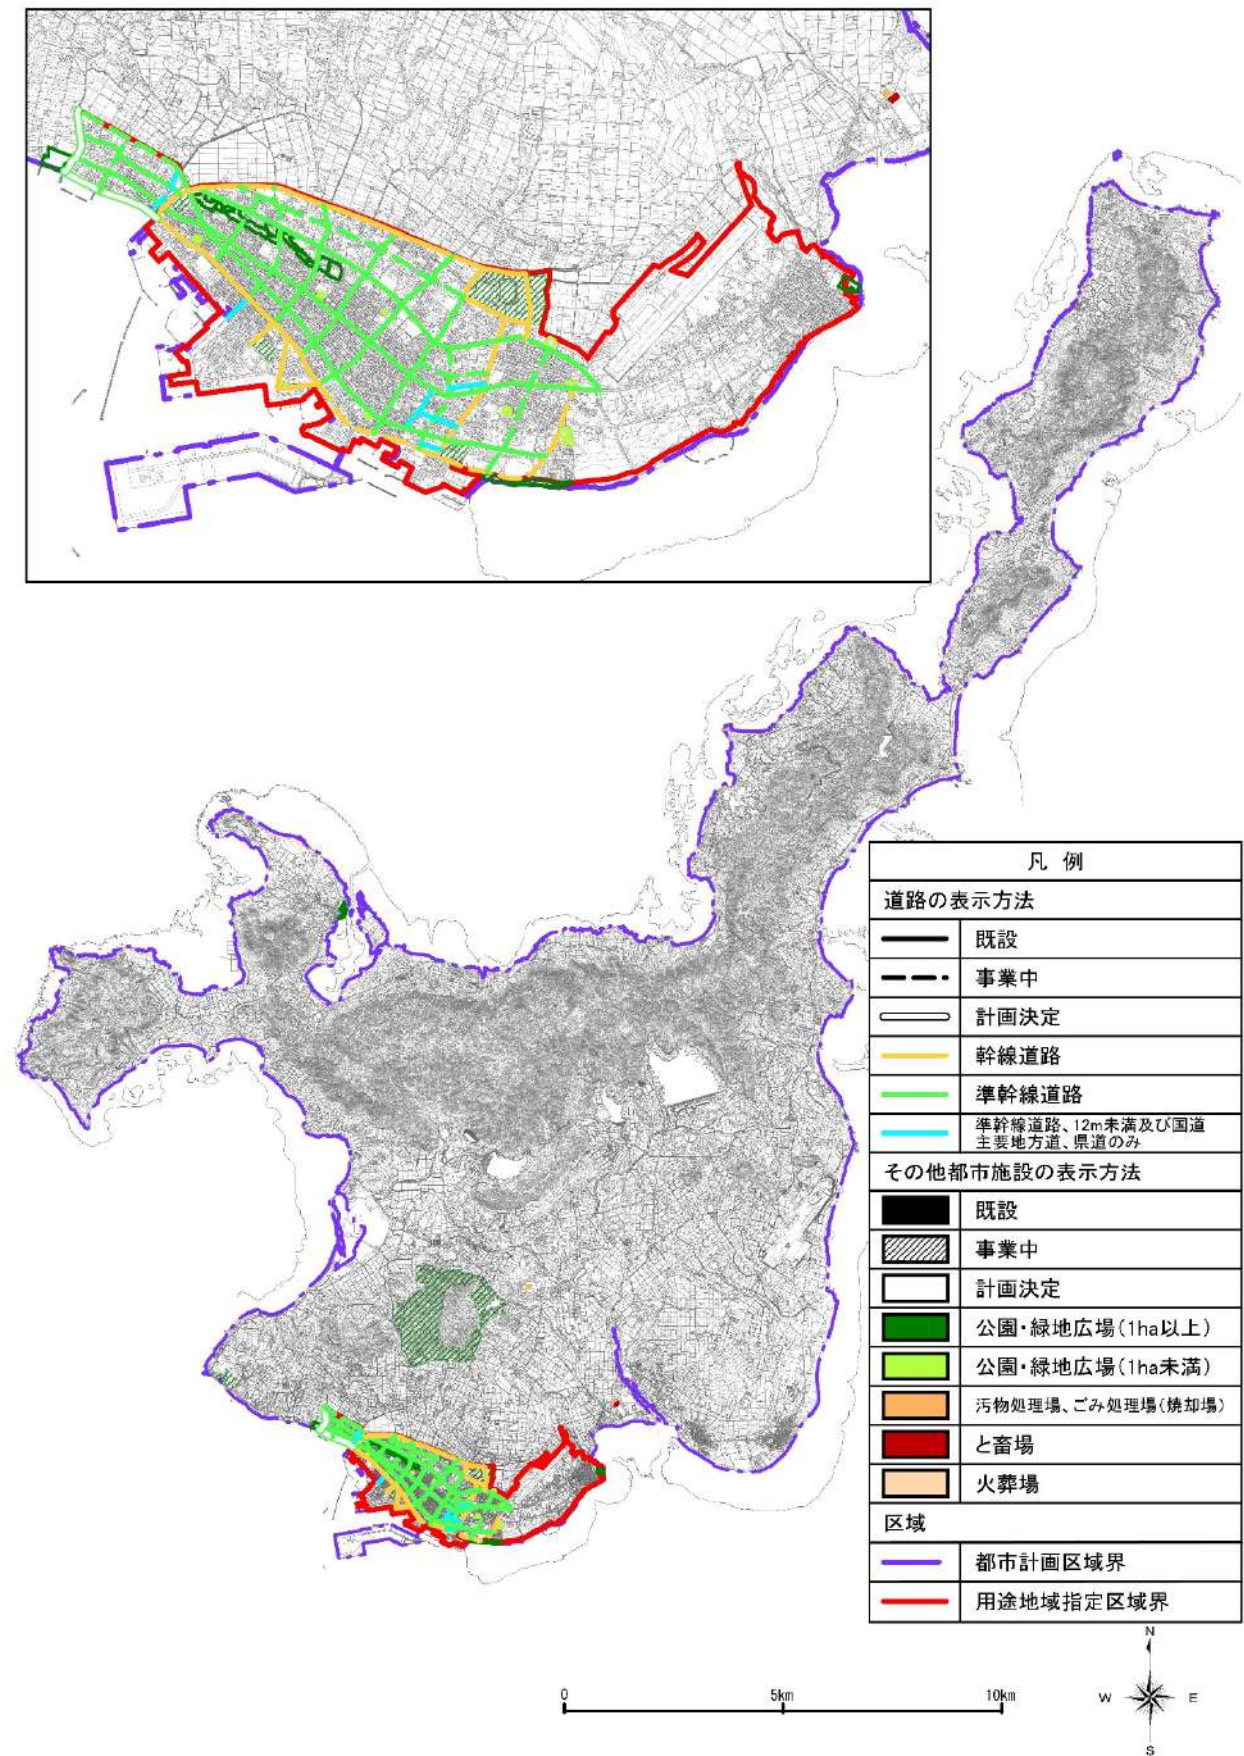 凡 例
道路の表示方法
既設
事業中
計画決定
幹線道路
準幹線道路
準幹線道路、12m未満及び国道
主要地方道、県道のみ
その他都市施設の表示方法
既設
事業中
計画決定
公園・緑地広場(1ha以上)
公園・緑地広場(1ha未満)
汚物処理場、ごみ処理場(焼却場)
と畜場
火葬場
区域
都市計画区域界
用途地域指定区域界
0 5km 10km
N
W E
S